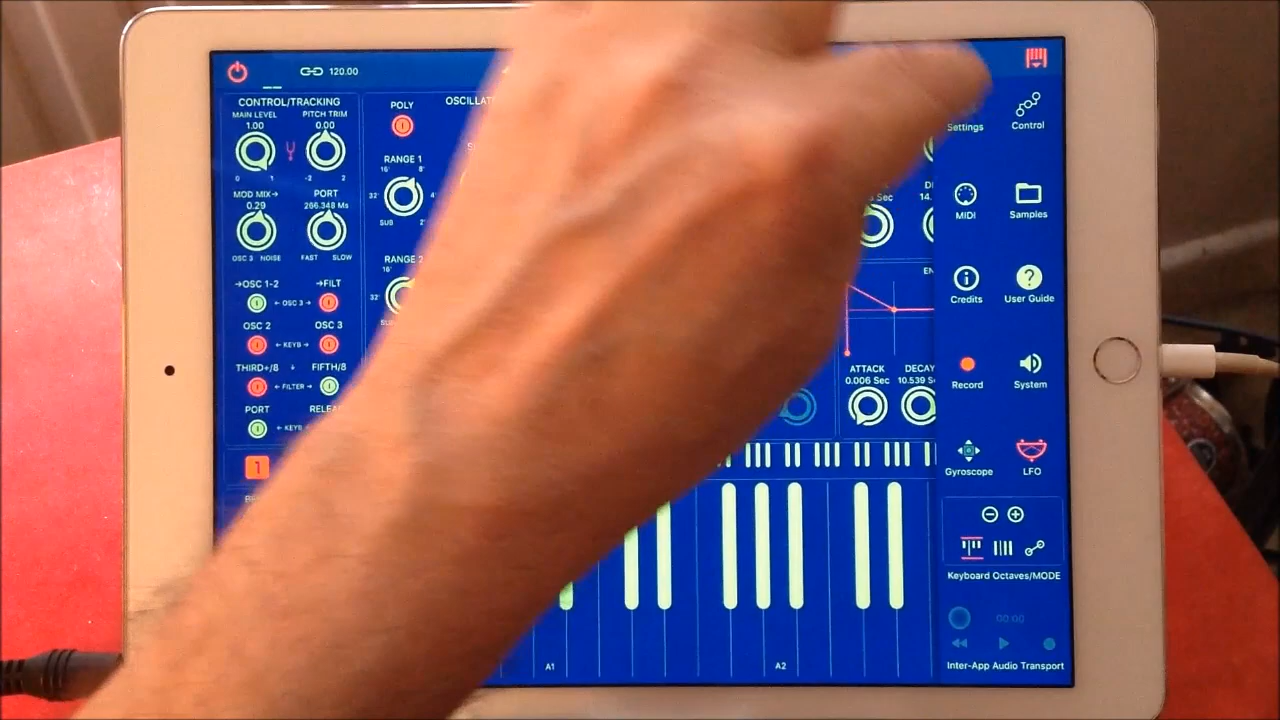 120.00
CONTROL/TRACKING
MAIN LEVEL
1.00
0 1
PITCH TRIM
0.00
-2 2
MOD MIX→
0.29
OSC 3 NOISE
PORT
266.348 Ms
FAST SLOW
→OSC 1-2
→FILT
← OSC 3 →
OSC 2
OSC 3
← KEYB →
THIRD+/8
FIFTH/8
← FILTER →
PORT
← KEYB
1
POLY
RANGE 1
16' 8'
32'
SUB
RANGE 2
16'
32'
Sec
14.
ATTACK
0.006 Sec
DECAY
10.539
A1
A2
Settings
Control
MIDI
Samples
Credits
User Guide
Record
System
Gyroscope
LFO
Keyboard Octaves/MODE
00:00
Inter-App Audio Transport